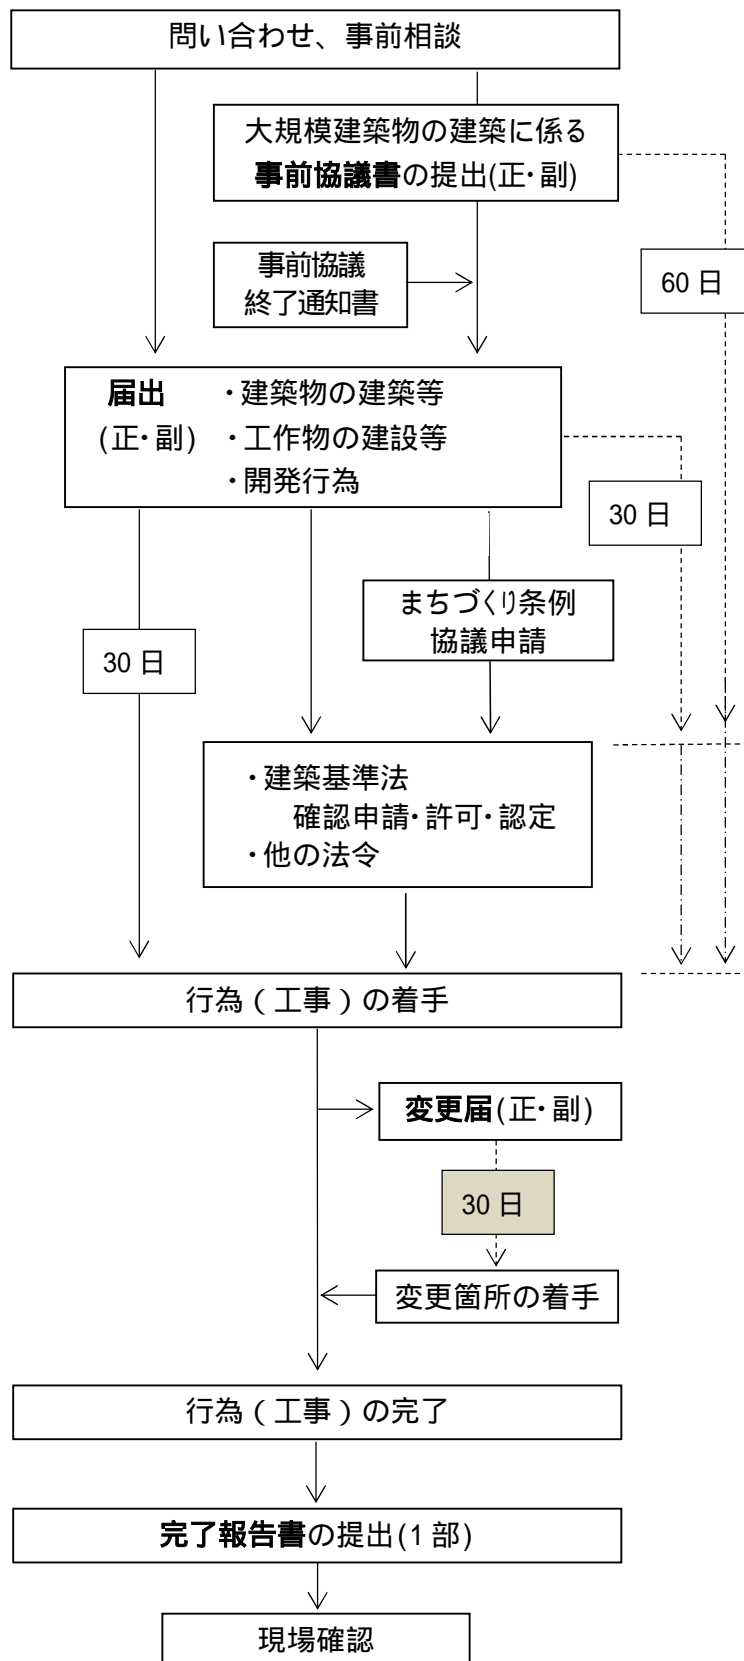 問い合わせ、事前相談
大規模建築物の建築に係る
事前協議書の提出(正・副)
事前協議
終了通知書
60 日
届出 ・建築物の建築等
(正・副) ・工作物の建設等
・開発行為
30 日
まちづくり条例
協議申請
30 日
・建築基準法
確認申請・許可・認定
・他の法令
行為（工事）の着手
変更届(正・副)
30 日
変更箇所の着手
行為（工事）の完了
完了報告書の提出(1 部)
現場確認